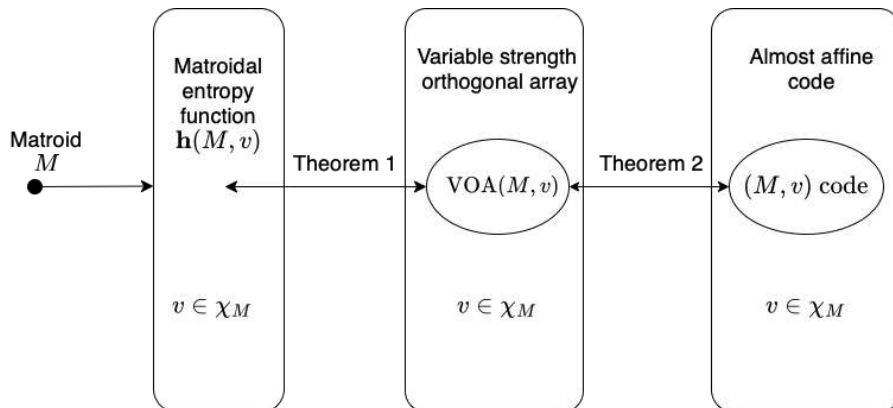 Matroid
M
Matroidal
entropy
function
h(M, v)
v ∈ χ_M
Theorem 1
Variable strength
orthogonal array
VOA(M, v)
v ∈ χ_M
Theorem 2
Almost affine
code
(M, v) code
v ∈ χ_M